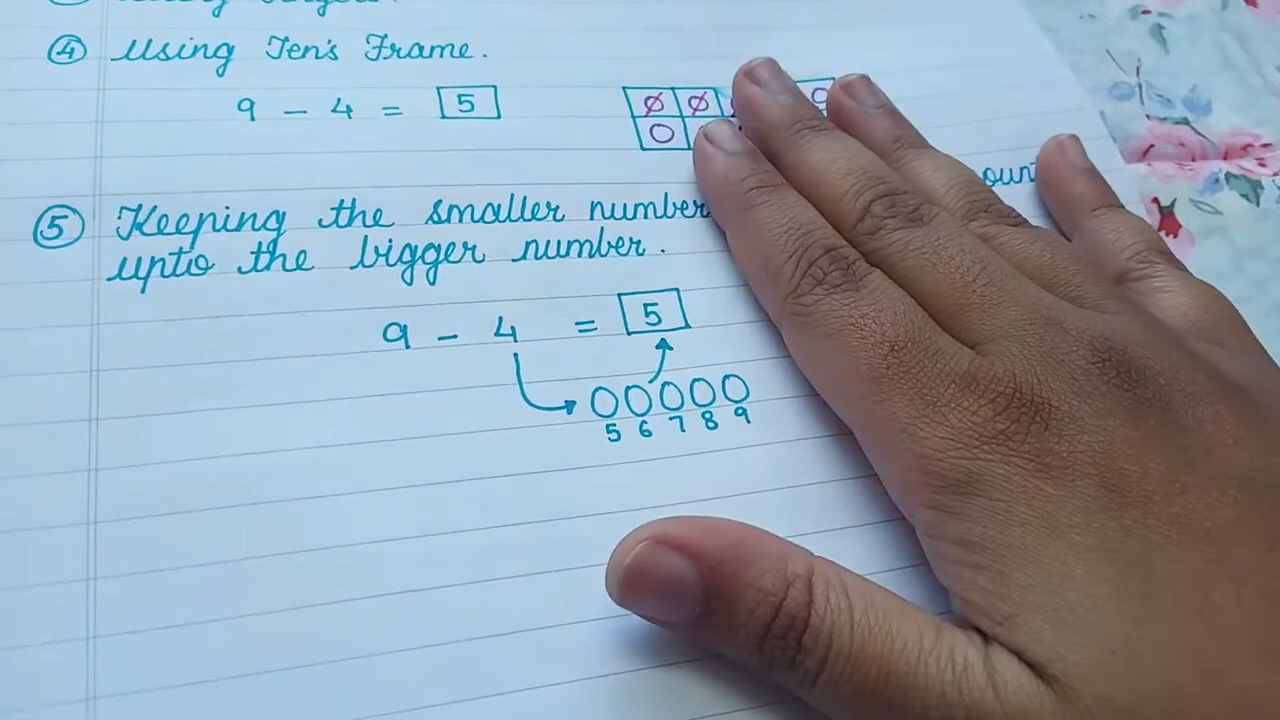 ④ Using Ten's Frame.
9 - 4 = 5
⑤ Keeping the smaller number
upto the bigger number.
9 - 4 = 5
5 6 7 8 9